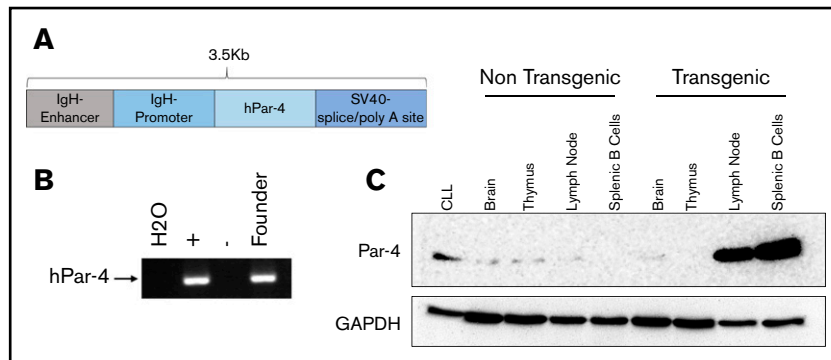 A
3.5Kb
IgH-
Enhancer
IgH-
Promoter
hPar-4
SV40-
splice/poly A site
B
H2O
+
-
Founder
hPar-4
C
Non Transgenic
Transgenic
CLL
Brain
Thymus
Lymph Node
Splenic B Cells
Brain
Thymus
Lymph Node
Splenic B Cells
Par-4
GAPDH